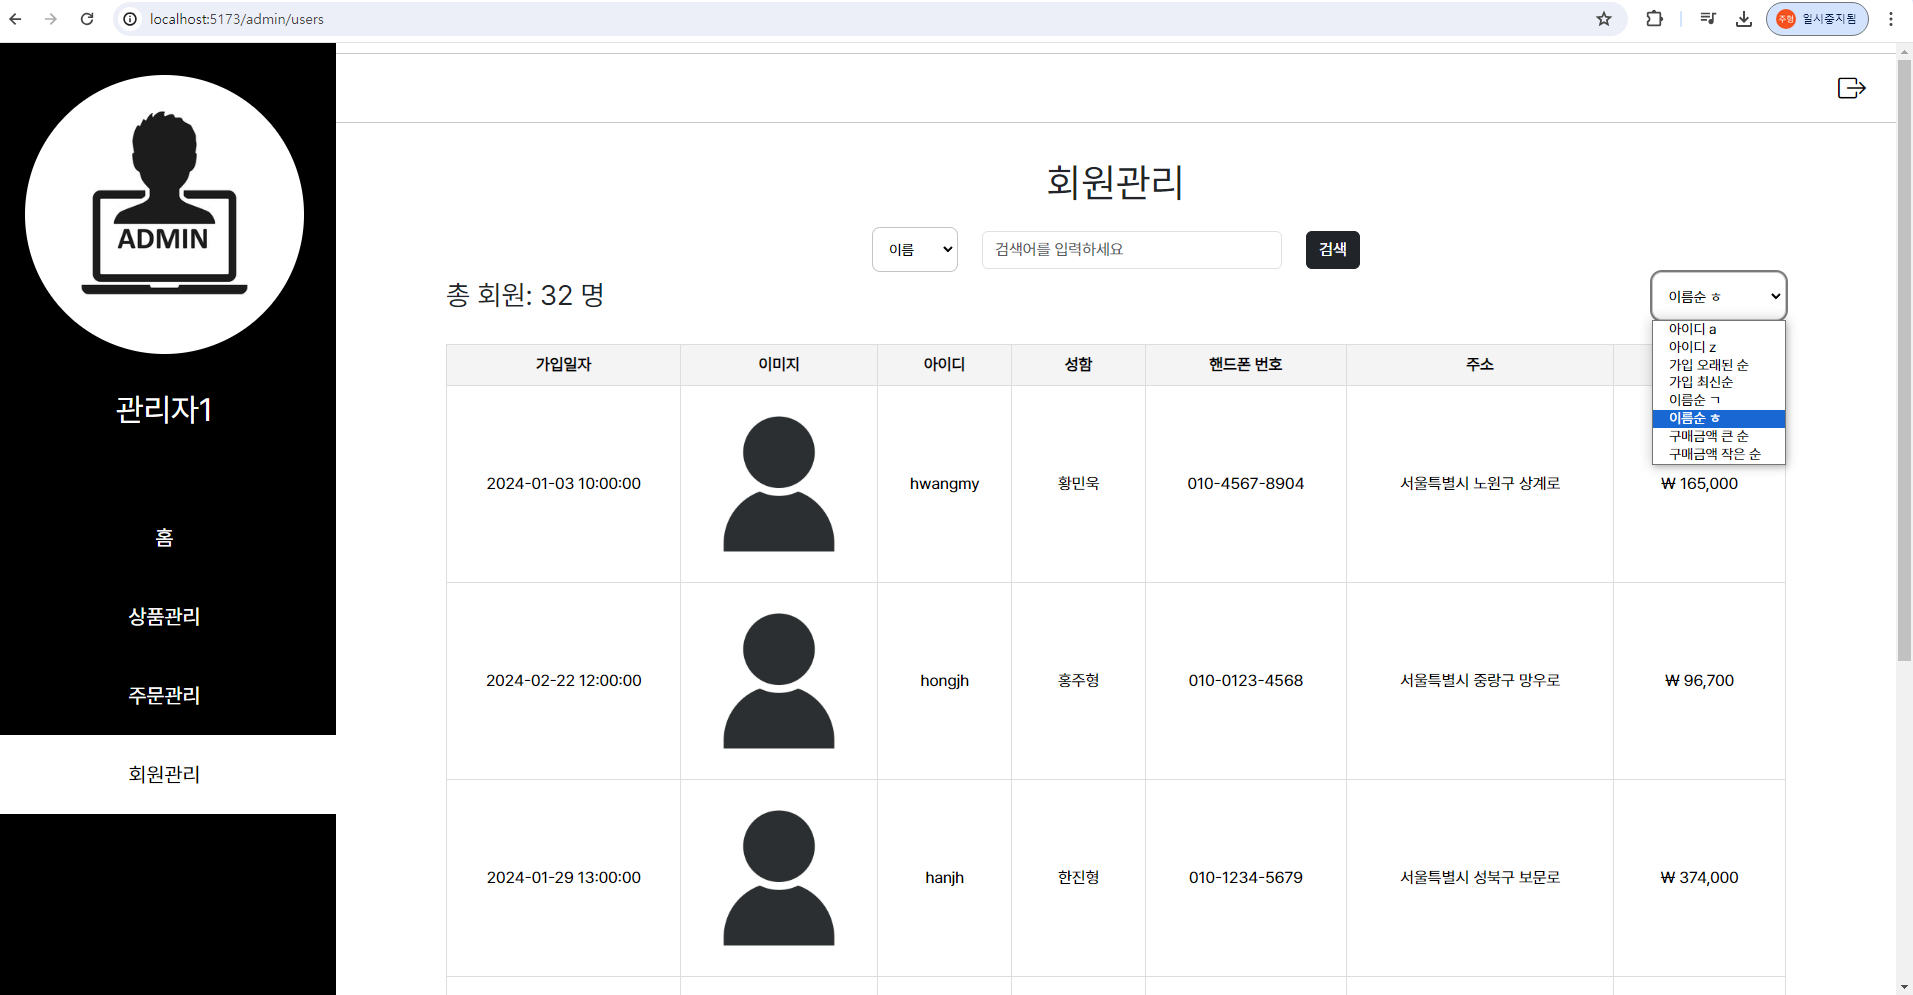 localhost:5173/admin/users
주형 일시중지됨
ADMIN
관리자1
홈
상품관리
주문관리
회원관리
회원관리
이름 검색어를 입력하세요 검색
총 회원: 32 명
이름순 ㅎ
아이디 a
아이디 z
가입 오래된 순
가입 최신순
이름순 ㄱ
이름순 ㅎ
구매금액 큰 순
구매금액 작은 순
가입일자 이미지 아이디 성함 핸드폰 번호 주소
2024-01-03 10:00:00 hwangmy 황민욱 010-4567-8904 서울특별시 노원구 상계로 ₩ 165,000
2024-02-22 12:00:00 hongjh 홍주형 010-0123-4568 서울특별시 중랑구 망우로 ₩ 96,700
2024-01-29 13:00:00 hanjh 한진형 010-1234-5679 서울특별시 성북구 보문로 ₩ 374,000